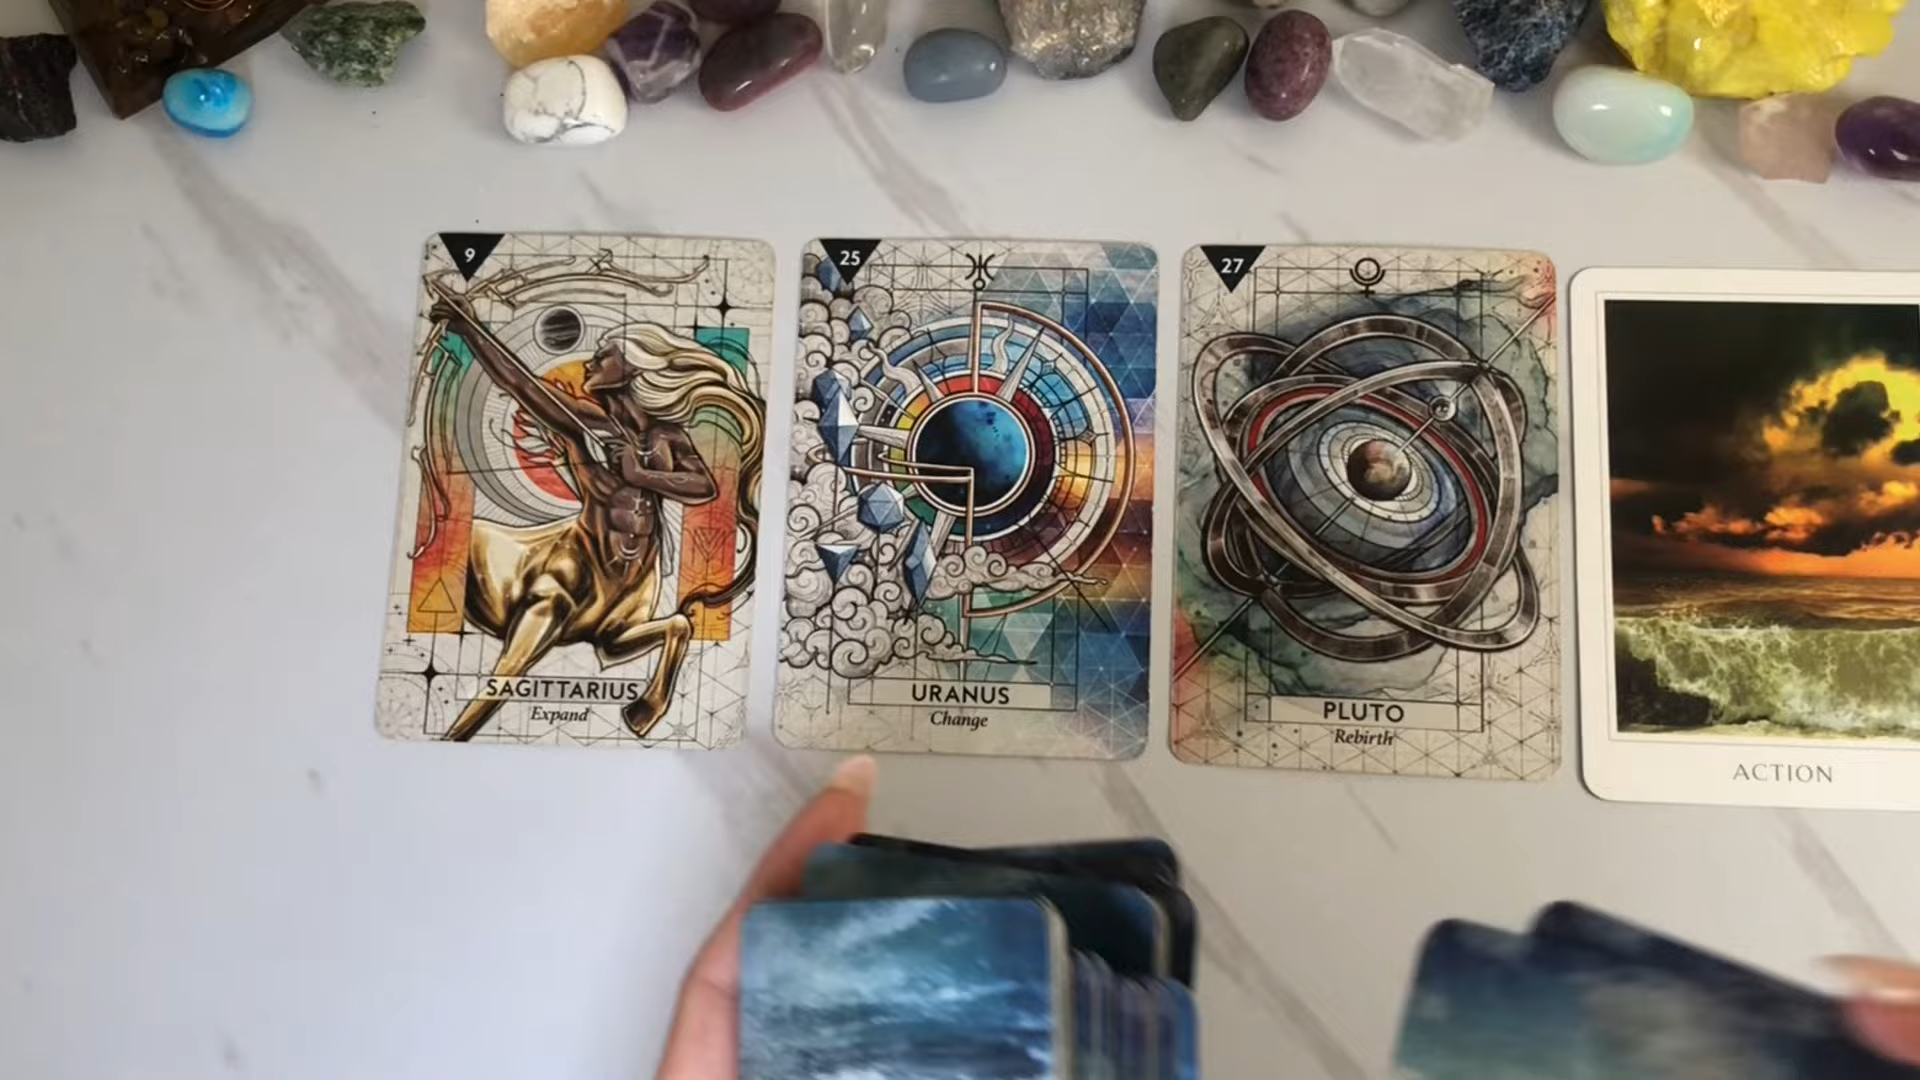 9
SAGITTARIUS
Expand
25
URANUS
Change
27
PLUTO
Rebirth
ACTION